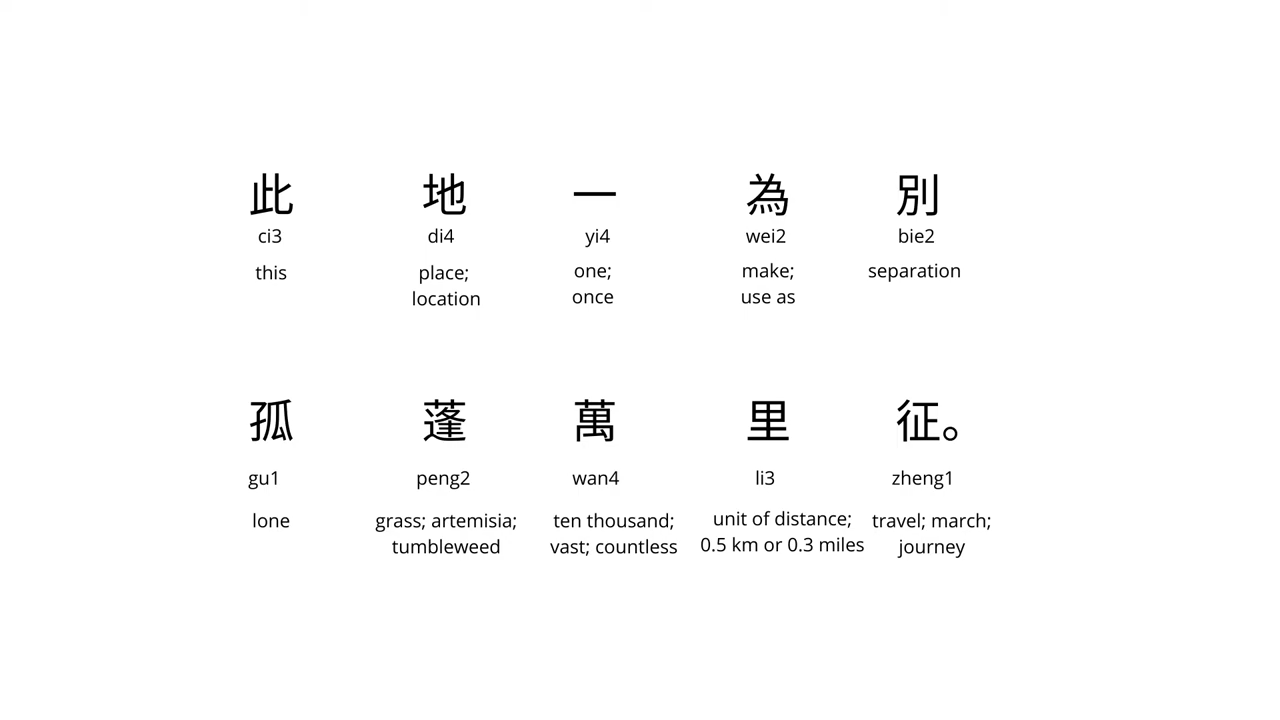 此 地 一 為 別
ci3 di4 yi4 wei2 bie2
this place; one; make; separation
location once use as
孤 蓬 萬 里 征。
gu1 peng2 wan4 li3 zheng1
lone grass; artemisia; ten thousand; unit of distance; travel; march;
tumbleweed vast; countless 0.5 km or 0.3 miles journey